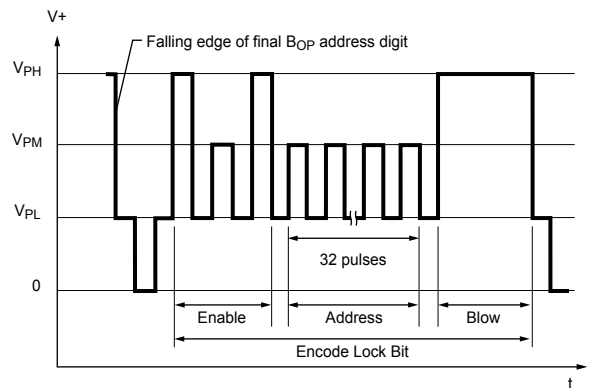 V+
Falling edge of final BOP address digit
VPH
VPM
VPL
0
32 pulses
Enable
Address
Blow
Encode Lock Bit
t